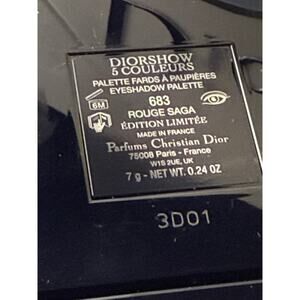 DIORSHOW
5 COULEURS
PALETTE FARDS À PAUPIÈRES
EYESHADOW PALETTE
6M
683
ROUGE SAGA
ÉDITION LIMITÉE
MADE IN FRANCE
Parfums Christian Dior
75008 Paris - France
W1S 2UE, UK
7 g - NET WT. 0.24 OZ
3D01